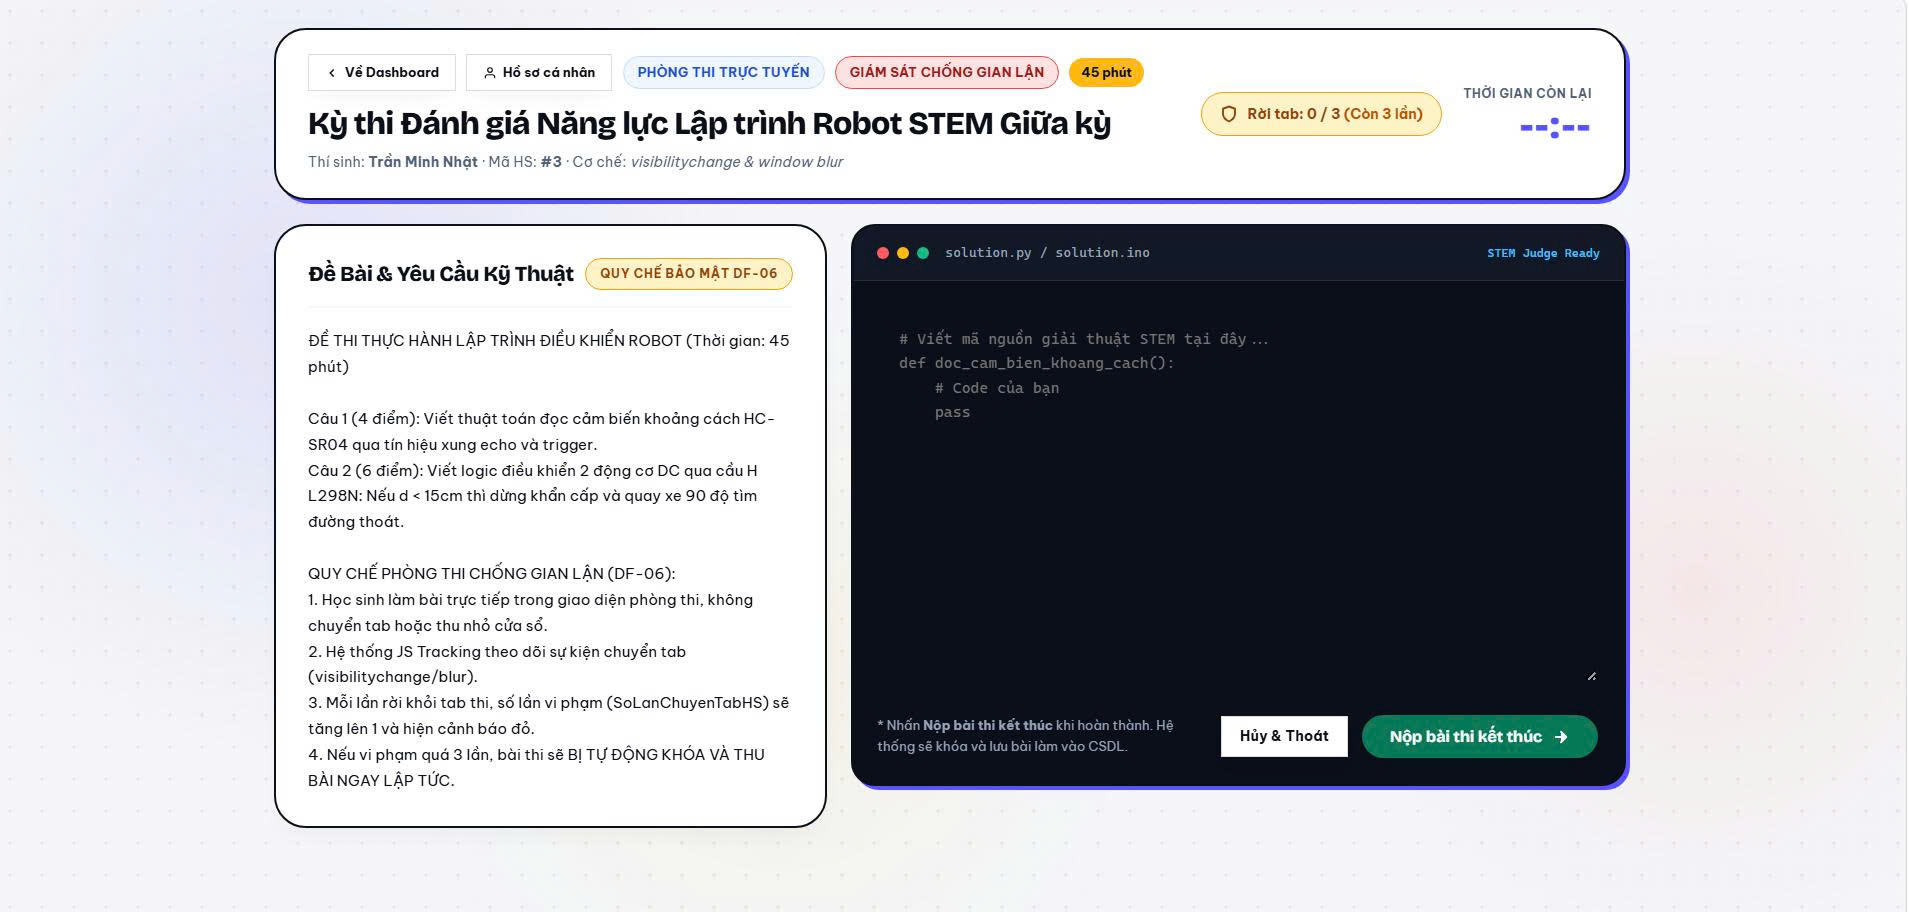 Về Dashboard
Hồ sơ cá nhân
PHÒNG THI TRỰC TUYẾN
GIÁM SÁT CHỐNG GIAN LẬN
45 phút
Kỳ thi Đánh giá Năng lực Lập trình Robot STEM Giữa kỳ
Thí sinh: Trần Minh Nhật · Mã HS: #3 · Cơ chế: visibilitychange & window blur
Rời tab: 0 / 3 (Còn 3 lần)
THỜI GIAN CÒN LẠI
--:--
Đề Bài & Yêu Cầu Kỹ Thuật
QUY CHẾ BẢO MẬT DF-06
ĐỀ THI THỰC HÀNH LẬP TRÌNH ĐIỀU KHIỂN ROBOT (Thời gian: 45
phút)
Câu 1 (4 điểm): Viết thuật toán đọc cảm biến khoảng cách HC-
SR04 qua tín hiệu xung echo và trigger.
Câu 2 (6 điểm): Viết logic điều khiển 2 động cơ DC qua cầu H
L298N: Nếu d < 15cm thì dừng khẩn cấp và quay xe 90 độ tìm
đường thoát.
QUY CHẾ PHÒNG THI CHỐNG GIAN LẬN (DF-06):
1. Học sinh làm bài trực tiếp trong giao diện phòng thi, không
chuyển tab hoặc thu nhỏ cửa sổ.
2. Hệ thống JS Tracking theo dõi sự kiện chuyển tab
(visibilitychange/blur).
3. Mỗi lần rời khỏi tab thi, số lần vi phạm (SoLanChuyenTabHS) sẽ
tăng lên 1 và hiện cảnh báo đỏ.
4. Nếu vi phạm quá 3 lần, bài thi sẽ BỊ TỰ ĐỘNG KHÓA VÀ THU
BÀI NGAY LẬP TỨC.
solution.py / solution.ino
STEM Judge Ready
# Viết mã nguồn giải thuật STEM tại đây...
def doc_cam_bien_khoang_cach():
    # Code của bạn
    pass
* Nhấn Nộp bài thi kết thúc khi hoàn thành. Hệ
thống sẽ khóa và lưu bài làm vào CSDL.
Hủy & Thoát
Nộp bài thi kết thúc